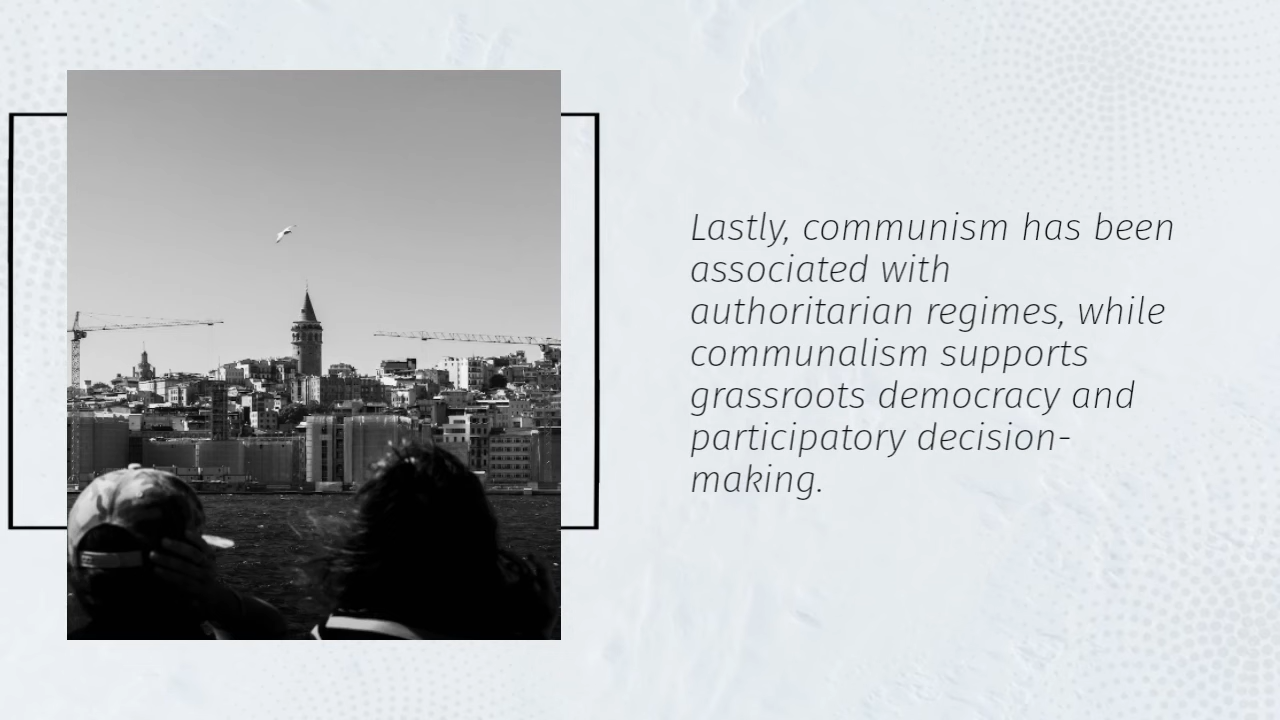 Lastly, communism has been
associated with
authoritarian regimes, while
communalism supports
grassroots democracy and
participatory decision-
making.